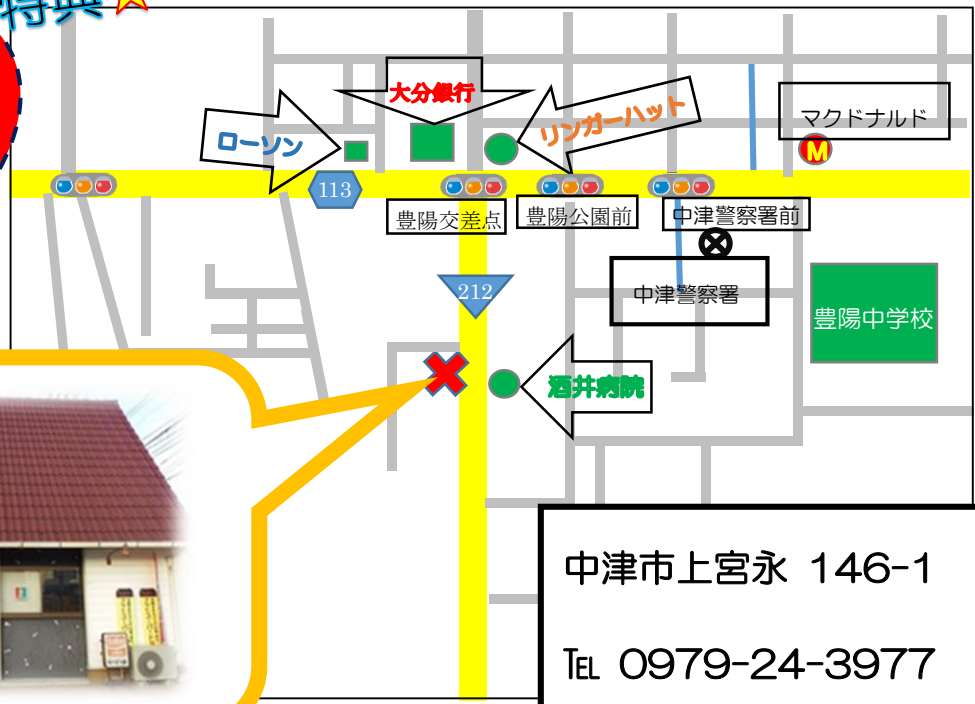 特典
大分銀行
ローソン
リンガーハット
マクドナルド
M
113
豊陽交差点
豊陽公園前
中津警察署前
212
中津警察署
豊陽中学校
酒井病院
中津市上宮永 146-1
TEL 0979-24-3977